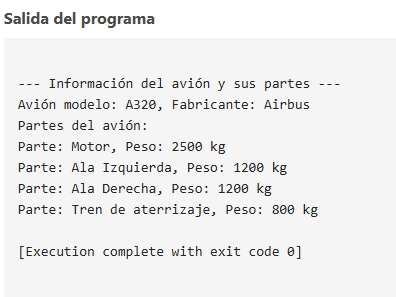 Salida del programa
--- Información del avión y sus partes ---
Avión modelo: A320, Fabricante: Airbus
Partes del avión:
Parte: Motor, Peso: 2500 kg
Parte: Ala Izquierda, Peso: 1200 kg
Parte: Ala Derecha, Peso: 1200 kg
Parte: Tren de aterrizaje, Peso: 800 kg
[Execution complete with exit code 0]